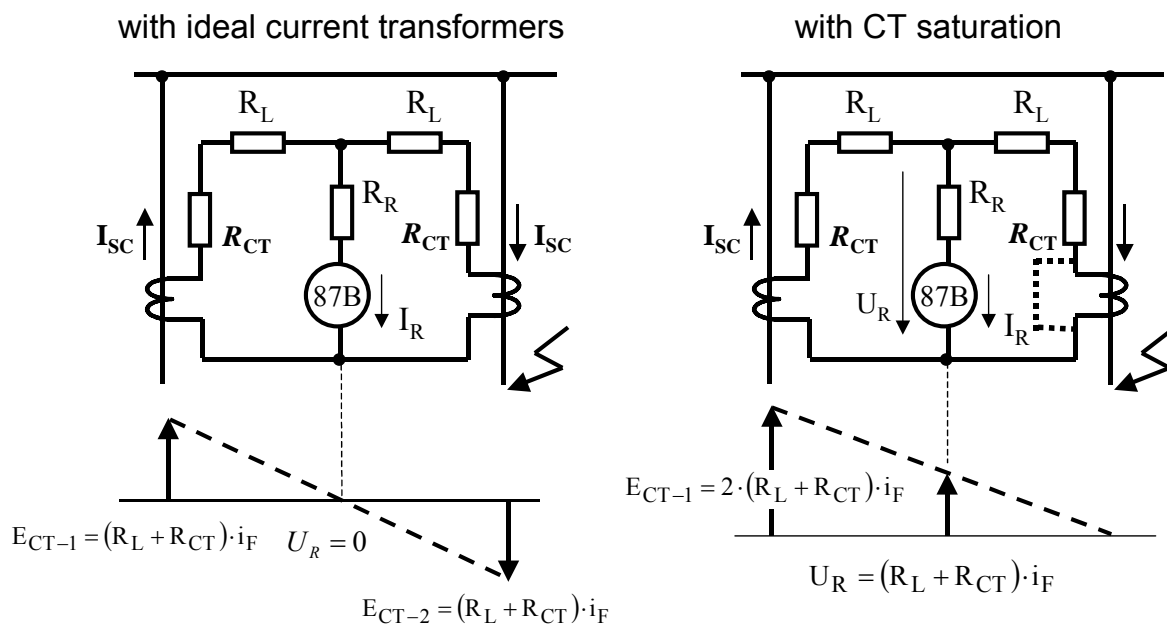 with ideal current transformers
R_L
R_L
R_R
I_SC
R_CT
R_CT
I_SC
87B
I_R
E_CT−1 = (R_L + R_CT)·i_F
U_R = 0
E_CT−2 = (R_L + R_CT)·i_F
with CT saturation
R_L
R_L
R_R
I_SC
R_CT
R_CT
U_R
87B
I_R
E_CT−1 = 2·(R_L + R_CT)·i_F
U_R = (R_L + R_CT)·i_F